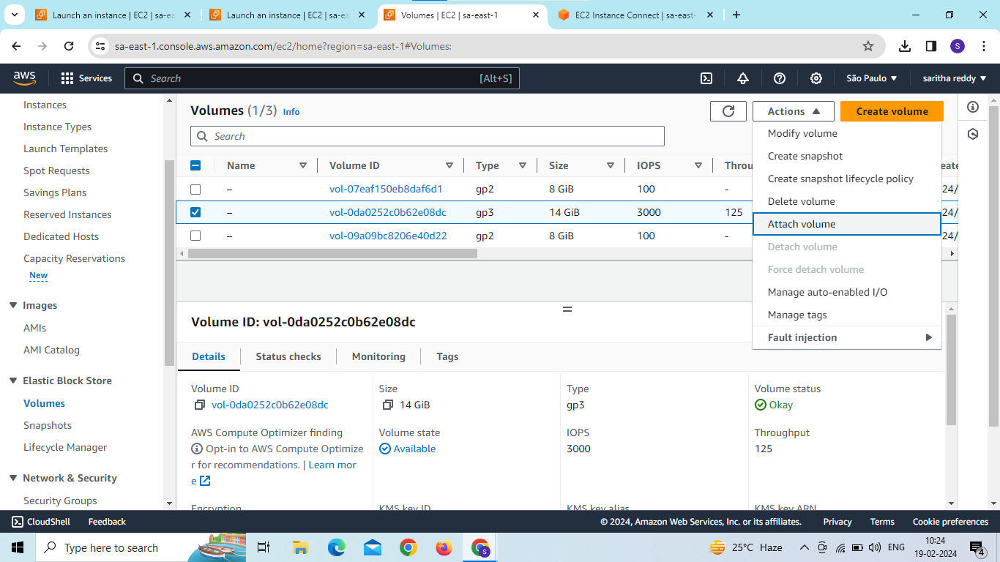 Launch an instance | EC2 | sa-ea
Launch an instance | EC2 | sa-ea
Volumes | EC2 | sa-east-1
EC2 Instance Connect | sa-east-
sa-east-1.console.aws.amazon.com/ec2/home?region=sa-east-1#Volumes:
S
aws
Services
Search
[Alt+S]
São Paulo
saritha reddy
Instances
Instance Types
Launch Templates
Spot Requests
Savings Plans
Reserved Instances
Dedicated Hosts
Capacity Reservations
New
Images
AMIs
AMI Catalog
Elastic Block Store
Volumes
Snapshots
Lifecycle Manager
Network & Security
Security Groups
Volumes (1/3) Info
Actions
Create volume
Search
Name Volume ID Type Size IOPS Throu
– vol-07eaf150eb8daf6d1 gp2 8 GiB 100 - 24/
– vol-0da0252c0b62e08dc gp3 14 GiB 3000 125 24/
– vol-09a09bc8206e40d22 gp2 8 GiB 100 - 24/
Modify volume
Create snapshot
Create snapshot lifecycle policy
Delete volume
Attach volume
Detach volume
Force detach volume
Manage auto-enabled I/O
Manage tags
Fault injection
Volume ID: vol-0da0252c0b62e08dc
Details Status checks Monitoring Tags
Volume ID
vol-0da0252c0b62e08dc
Size
14 GiB
Type
gp3
Volume status
Okay
AWS Compute Optimizer finding
Opt-in to AWS Compute Optimize
r for recommendations. | Learn mor
e
Volume state
Available
IOPS
3000
Throughput
125
Encryption
KMS key ID
KMS key alias
KMS key ARN
CloudShell Feedback
© 2024, Amazon Web Services, Inc. or its affiliates. Privacy Terms Cookie preferences
Type here to search
S
25°C Haze
ENG
10:24
19-02-2024
4